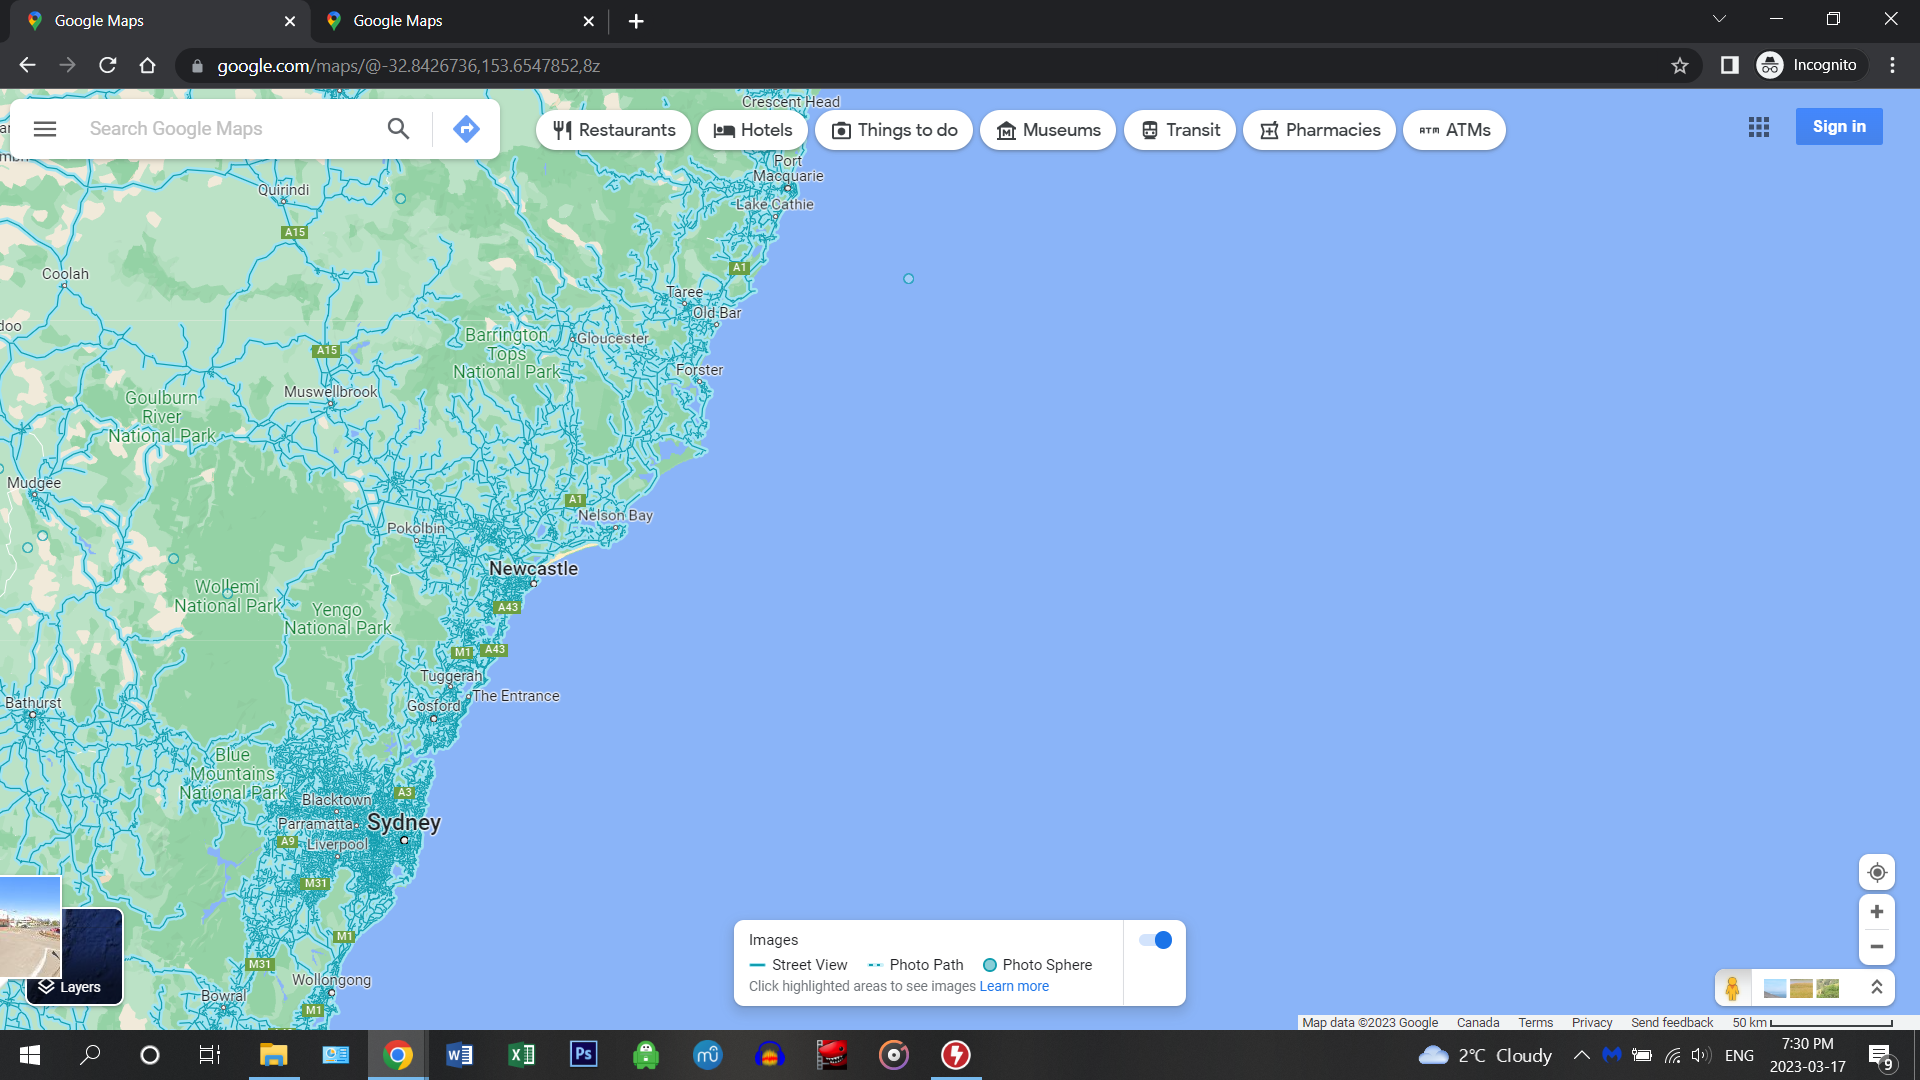 Google Maps
Google Maps
google.com/maps/@-32.8426736,153.6547852,8z
Incognito
Search Google Maps
Restaurants
Hotels
Things to do
Museums
Transit
Pharmacies
ATM ATMs
Sign in
Crescent Head
Port
Macquarie
Lake Cathie
Quirindi
A15
Coolah
A1
Taree
Old Bar
doo
Barrington
Tops
National Park
Gloucester
A15
Forster
Muswellbrook
Goulburn
River
National Park
Mudgee
A1
Nelson Bay
Pokolbin
Newcastle
Wollemi
National Park
Yengo
National Park
A43
M1
A43
Tuggerah
The Entrance
Gosford
Bathurst
Blue
Mountains
National Park
A3
Blacktown
Parramatta
Sydney
A9
Liverpool
M31
M1
M31
Wollongong
Bowral
M1
Layers
Images
Street View
Photo Path
Photo Sphere
Click highlighted areas to see images Learn more
Map data ©2023 Google
Canada
Terms
Privacy
Send feedback
50 km
2°C Cloudy
ENG
7:30 PM
2023-03-17
9